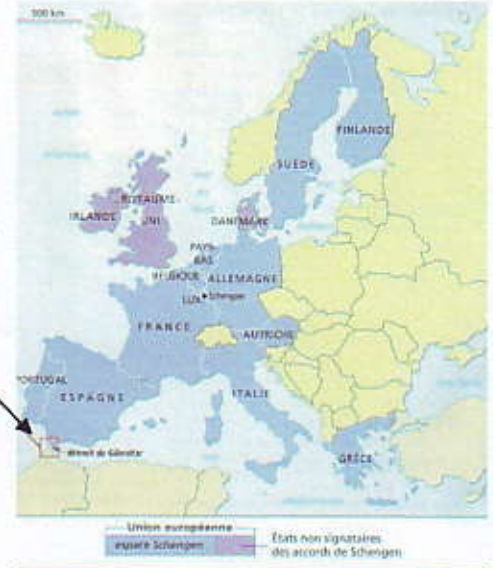 500 km
FINLANDE
SUÈDE
ROYAUME-
IRLANDE
UNI
DANEMARK
PAYS-
BAS
BELGIQUE
ALLEMAGNE
LUX
Schengen
FRANCE
AUTRICHE
PORTUGAL
ESPAGNE
ITALIE
détroit de Gibraltar
GRÈCE
Union européenne
espace Schengen
États non signataires
des accords de Schengen